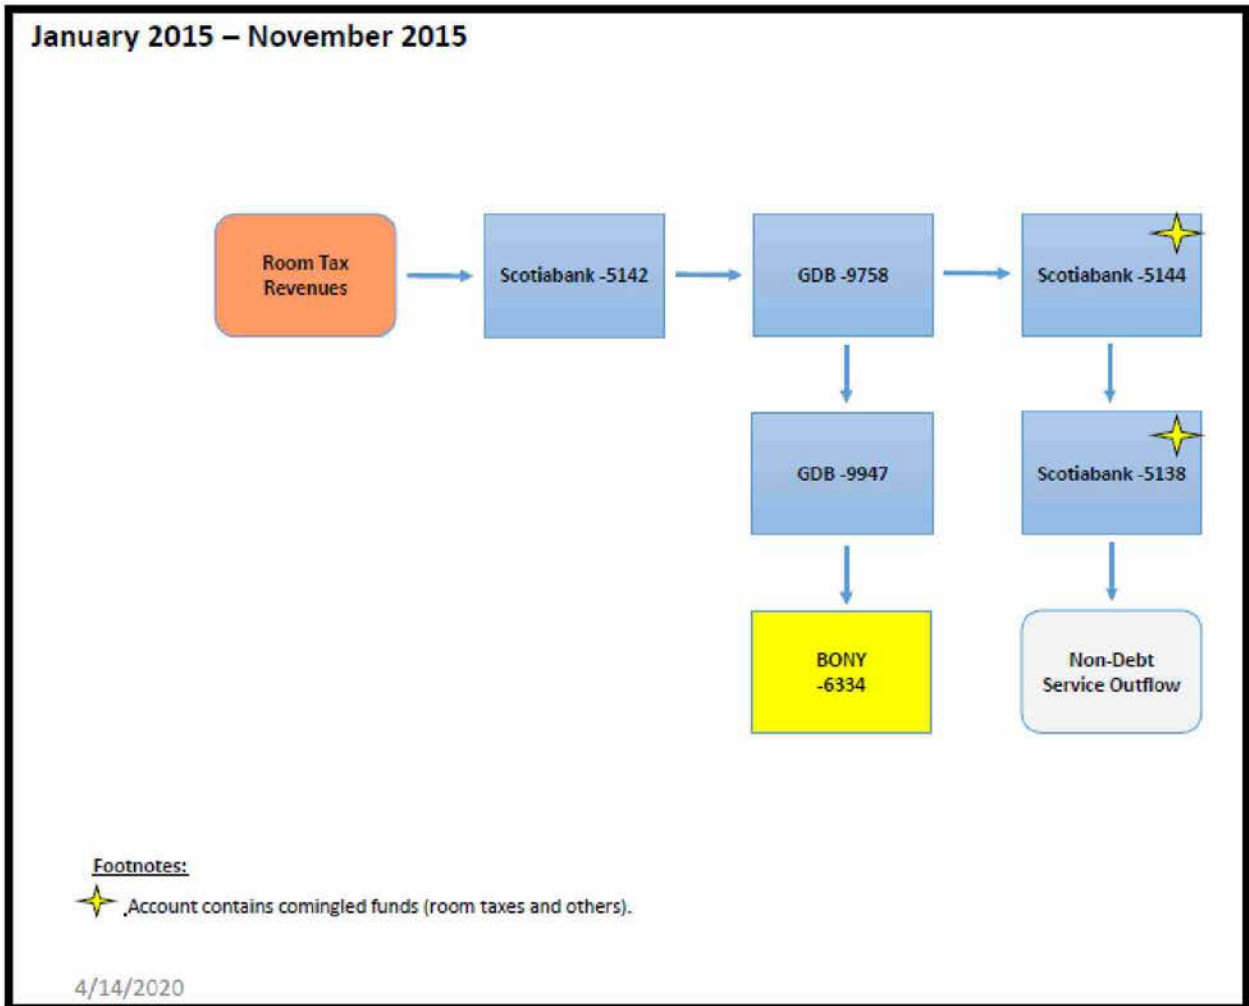 January 2015 – November 2015
Room Tax
Revenues
Scotiabank -5142
GDB -9758
Scotiabank -5144
GDB -9947
Scotiabank -5138
BONY
-6334
Non-Debt
Service Outflow
Footnotes:
.Account contains comingled funds (room taxes and others).
4/14/2020